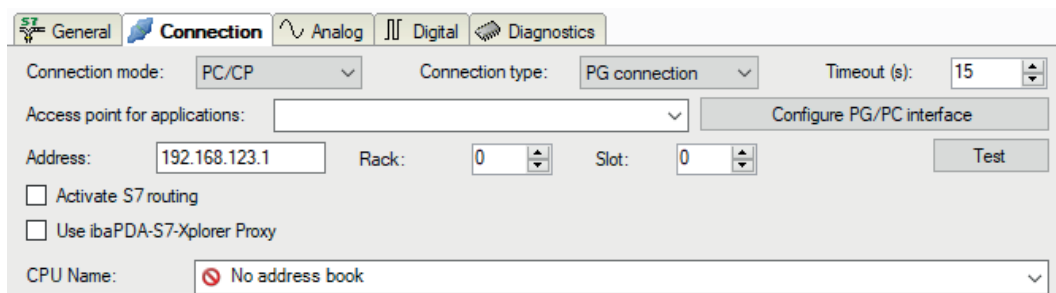 S7 General Connection Analog Digital Diagnostics
Connection mode: PC/CP Connection type: PG connection Timeout (s): 15
Access point for applications: Configure PG/PC interface
Address: 192.168.123.1 Rack: 0 Slot: 0 Test
Activate S7 routing
Use ibaPDA-S7-Xplorer Proxy
CPU Name: No address book